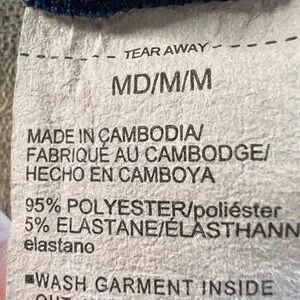 TEAR AWAY
MD/M/M
MADE IN CAMBODIA/
FABRIQUÉ AU CAMBODGE/
HECHO EN CAMBOYA
95% POLYESTER/poliéster
5% ELASTANE/ÉLASTHANN
elastano
■WASH GARMENT INSIDE